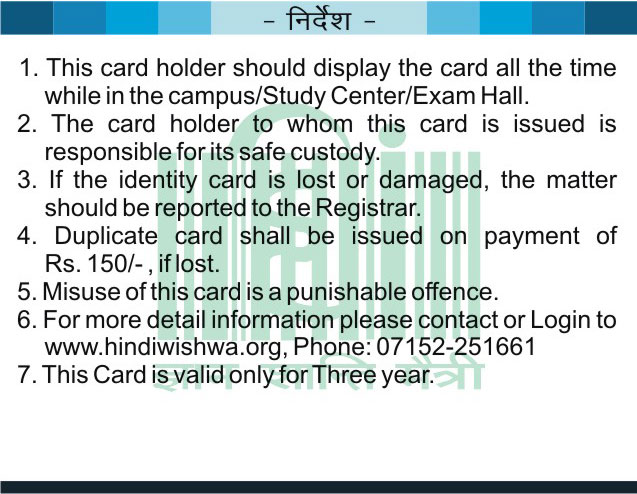 - निर्देश -
1. This card holder should display the card all the time
while in the campus/Study Center/Exam Hall.
2. The card holder to whom this card is issued is
responsible for its safe custody.
3. If the identity card is lost or damaged, the matter
should be reported to the Registrar.
4. Duplicate card shall be issued on payment of
Rs. 150/- , if lost.
5. Misuse of this card is a punishable offence.
6. For more detail information please contact or Login to
www.hindiwishwa.org, Phone: 07152-251661
7. This Card is valid only for Three year.
ज्ञान शान्ति मैत्री